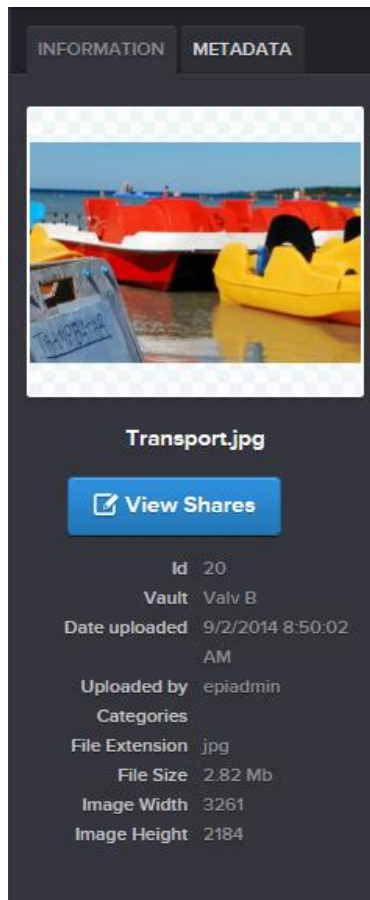 INFORMATION METADATA
Transport.jpg
View Shares
Id 20
Vault Valv B
Date uploaded 9/2/2014 8:50:02
AM
Uploaded by epiadmin
Categories
File Extension jpg
File Size 2.82 Mb
Image Width 3261
Image Height 2184